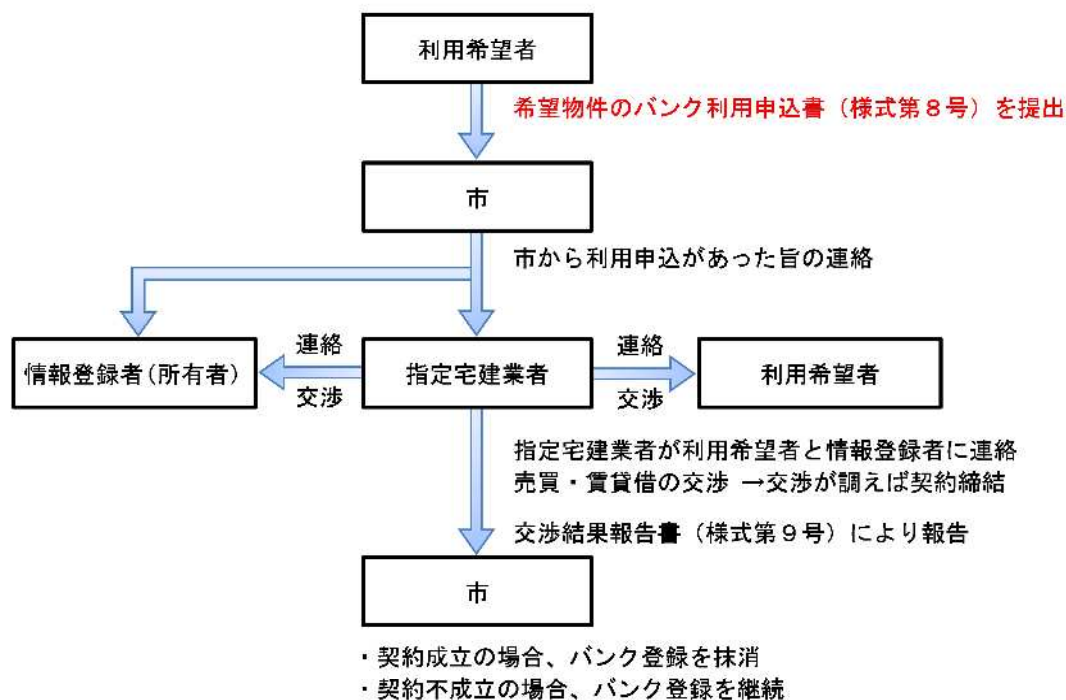 利用希望者
希望物件のバンク利用申込書（様式第８号）を提出
市
市から利用申込があった旨の連絡
情報登録者(所有者)
連絡
交渉
指定宅建業者
連絡
交渉
利用希望者
指定宅建業者が利用希望者と情報登録者に連絡
売買・賃貸借の交渉 →交渉が調えば契約締結
交渉結果報告書（様式第９号）により報告
市
・契約成立の場合、バンク登録を抹消
・契約不成立の場合、バンク登録を継続